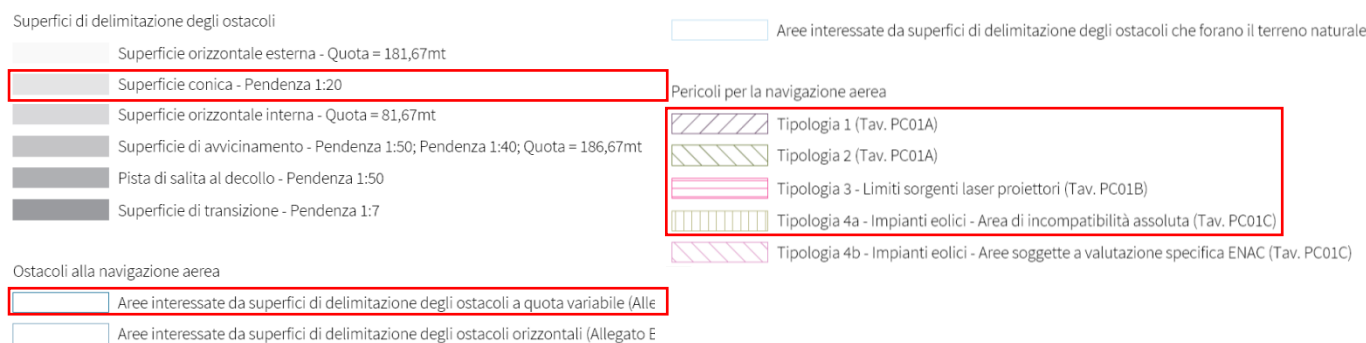 Superfici di delimitazione degli ostacoli
Superficie orizzontale esterna - Quota = 181,67mt
Superficie conica - Pendenza 1:20
Superficie orizzontale interna - Quota = 81,67mt
Superficie di avvicinamento - Pendenza 1:50; Pendenza 1:40; Quota = 186,67mt
Pista di salita al decollo - Pendenza 1:50
Superficie di transizione - Pendenza 1:7
Ostacoli alla navigazione aerea
Aree interessate da superfici di delimitazione degli ostacoli a quota variabile (Alle
Aree interessate da superfici di delimitazione degli ostacoli orizzontali (Allegato
Aree interessate da superfici di delimitazione degli ostacoli che forano il terreno naturale
Pericoli per la navigazione aerea
Tipologia 1 (Tav. PC01A)
Tipologia 2 (Tav. PC01A)
Tipologia 3 - Limiti sorgenti laser proiettori (Tav. PC01B)
Tipologia 4a - Impianti eolici - Area di incompatibilità assoluta (Tav. PC01C)
Tipologia 4b - Impianti eolici - Aree soggette a valutazione specifica ENAC (Tav. PC01C)